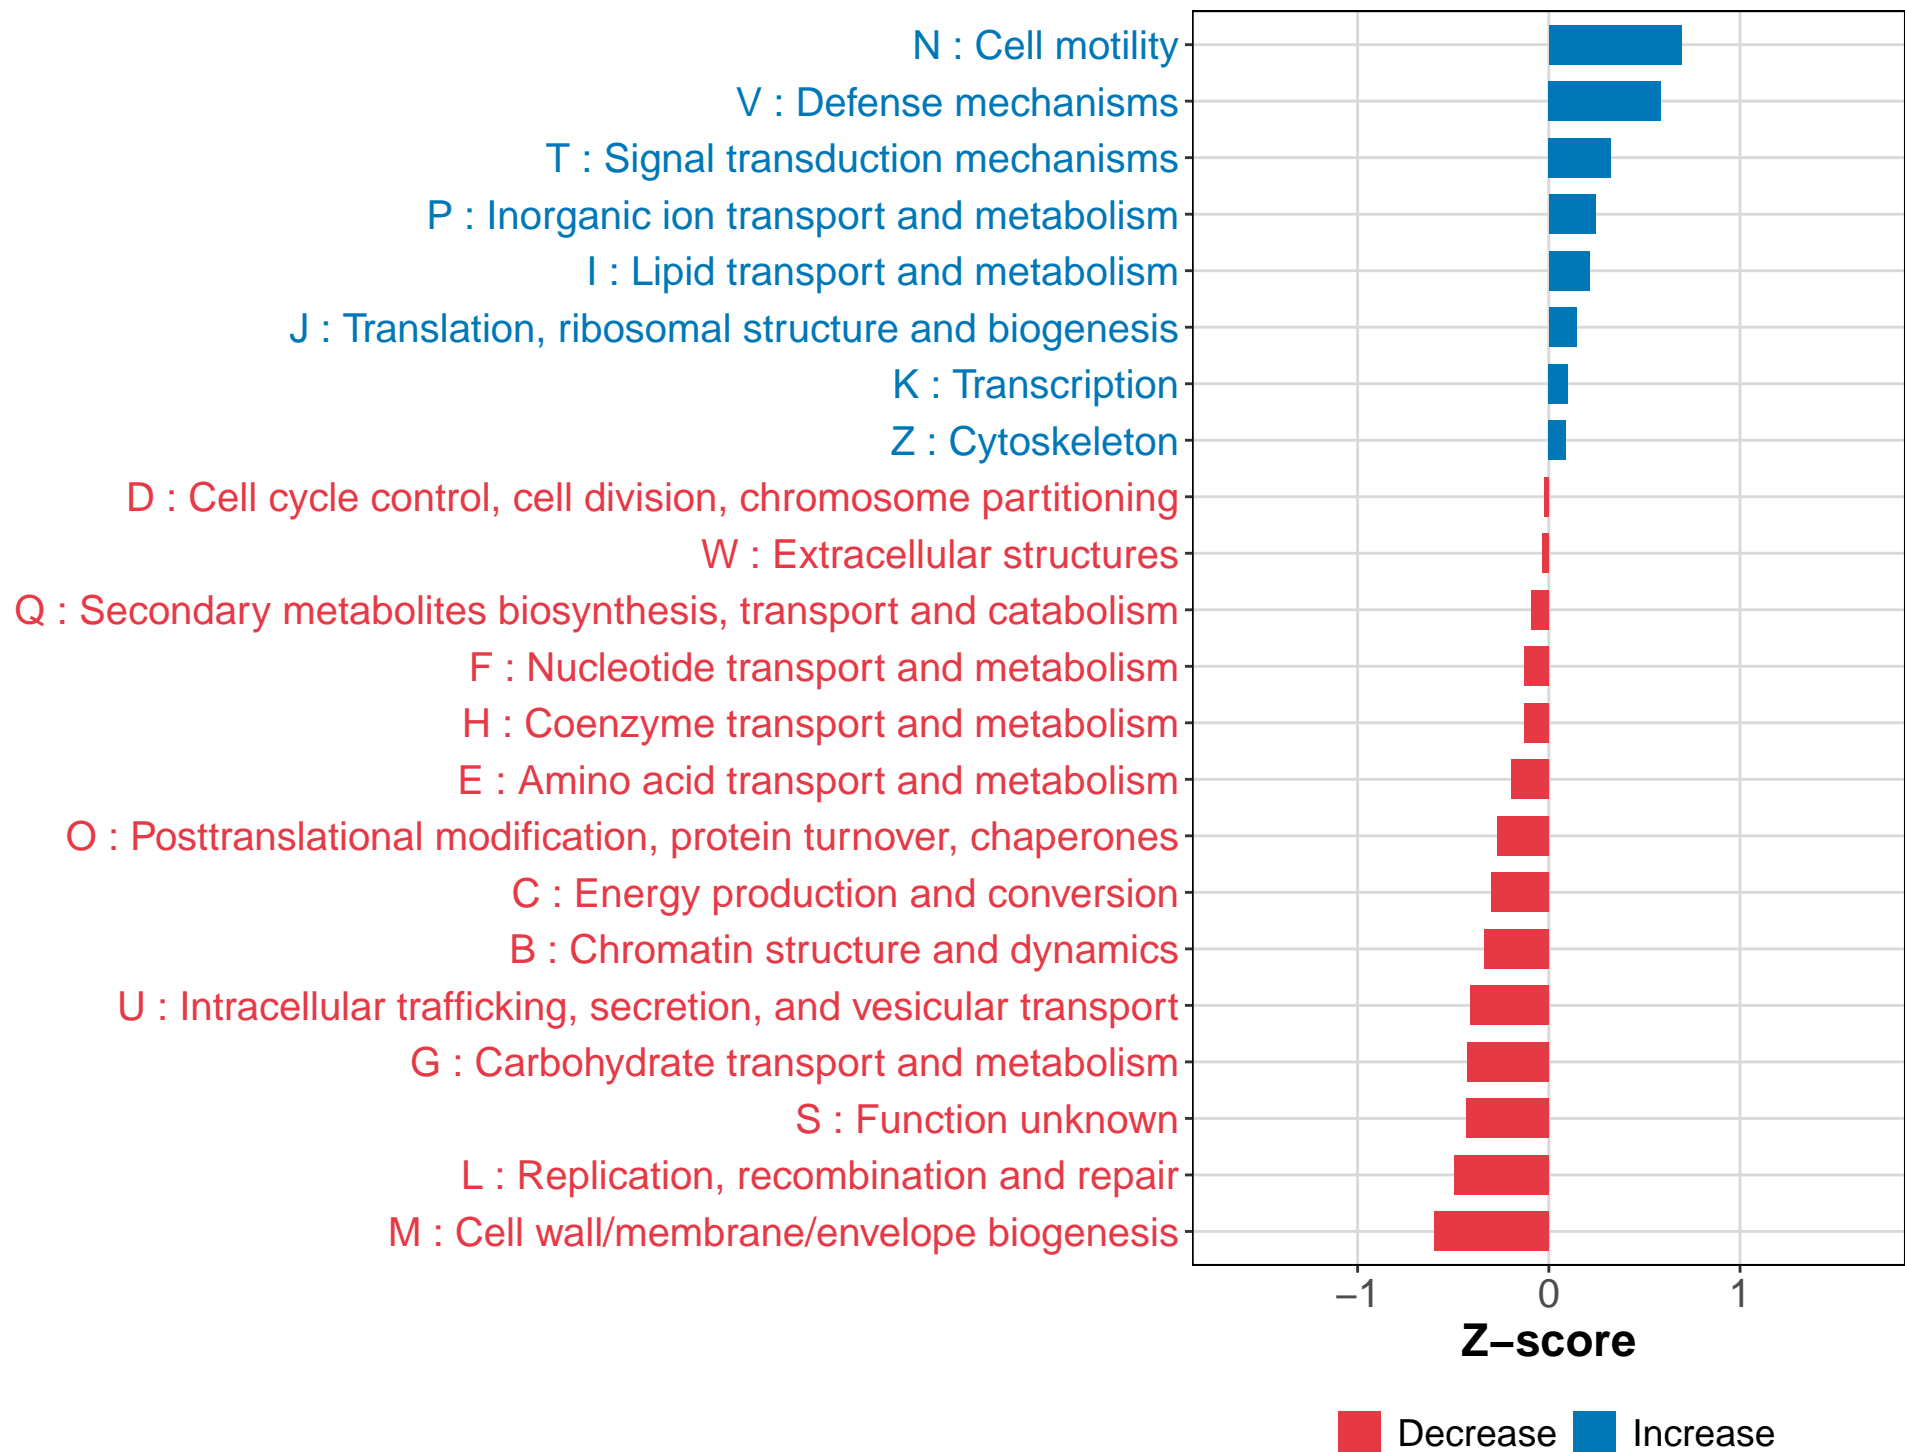 N : Cell motility
V : Defense mechanisms
T : Signal transduction mechanisms
P : Inorganic ion transport and metabolism
I : Lipid transport and metabolism
J : Translation, ribosomal structure and biogenesis
K : Transcription
Z : Cytoskeleton
D : Cell cycle control, cell division, chromosome partitioning
W : Extracellular structures
Q : Secondary metabolites biosynthesis, transport and catabolism
F : Nucleotide transport and metabolism
H : Coenzyme transport and metabolism
E : Amino acid transport and metabolism
O : Posttranslational modification, protein turnover, chaperones
C : Energy production and conversion
B : Chromatin structure and dynamics
U : Intracellular trafficking, secretion, and vesicular transport
G : Carbohydrate transport and metabolism
S : Function unknown
L : Replication, recombination and repair
M : Cell wall/membrane/envelope biogenesis
−1 0 1
Z−score
Decrease Increase